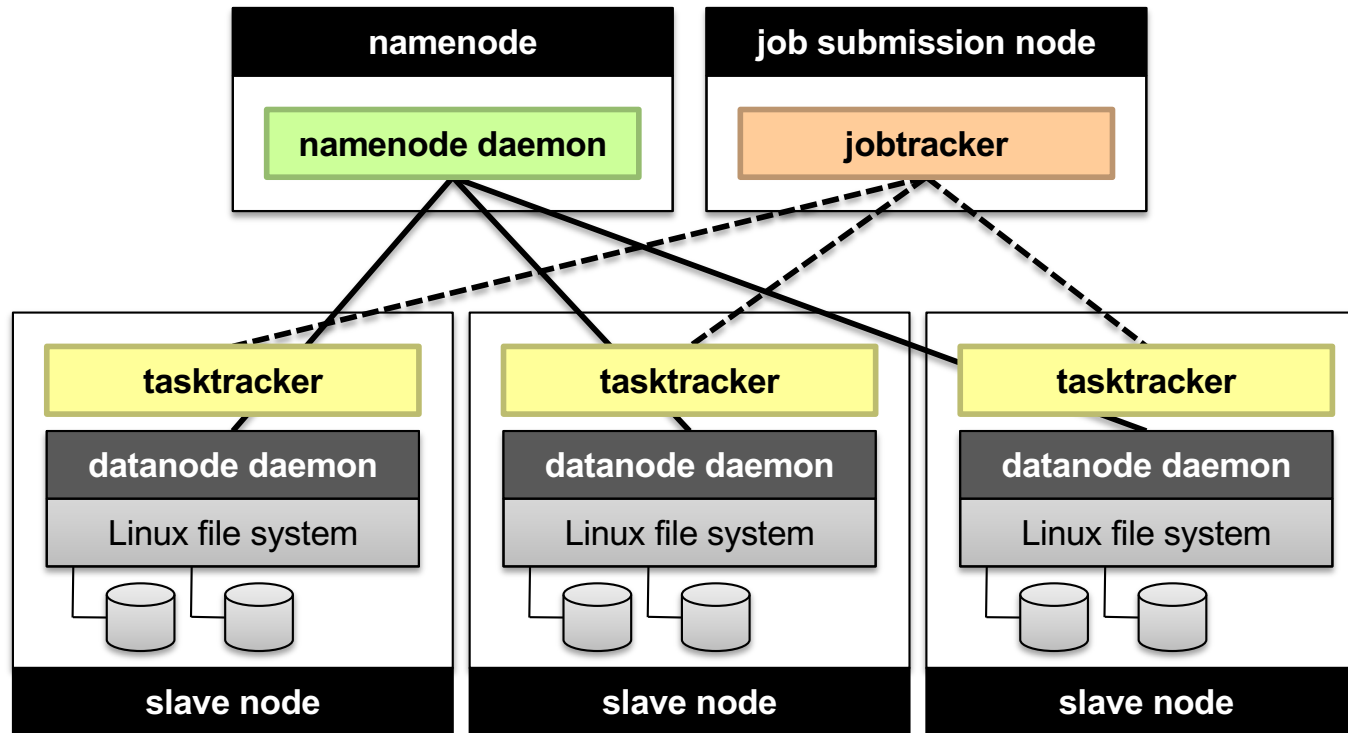 namenode
job submission node
namenode daemon
jobtracker
tasktracker
tasktracker
tasktracker
datanode daemon
datanode daemon
datanode daemon
Linux file system
Linux file system
Linux file system
slave node
slave node
slave node